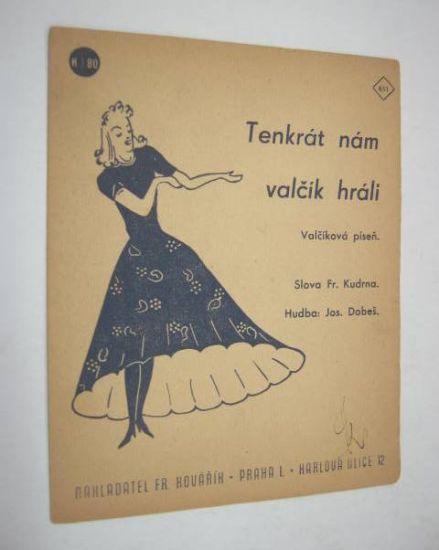 H 80
651
Tenkrát nám
valčík hráli
Valčíková píseň.
Slova Fr. Kudrna.
Hudba: Jos. Dobeš.
NAKLADATEL FR. KOVÁŘÍK - PRAHA I. - KARLOVA ULICE 12